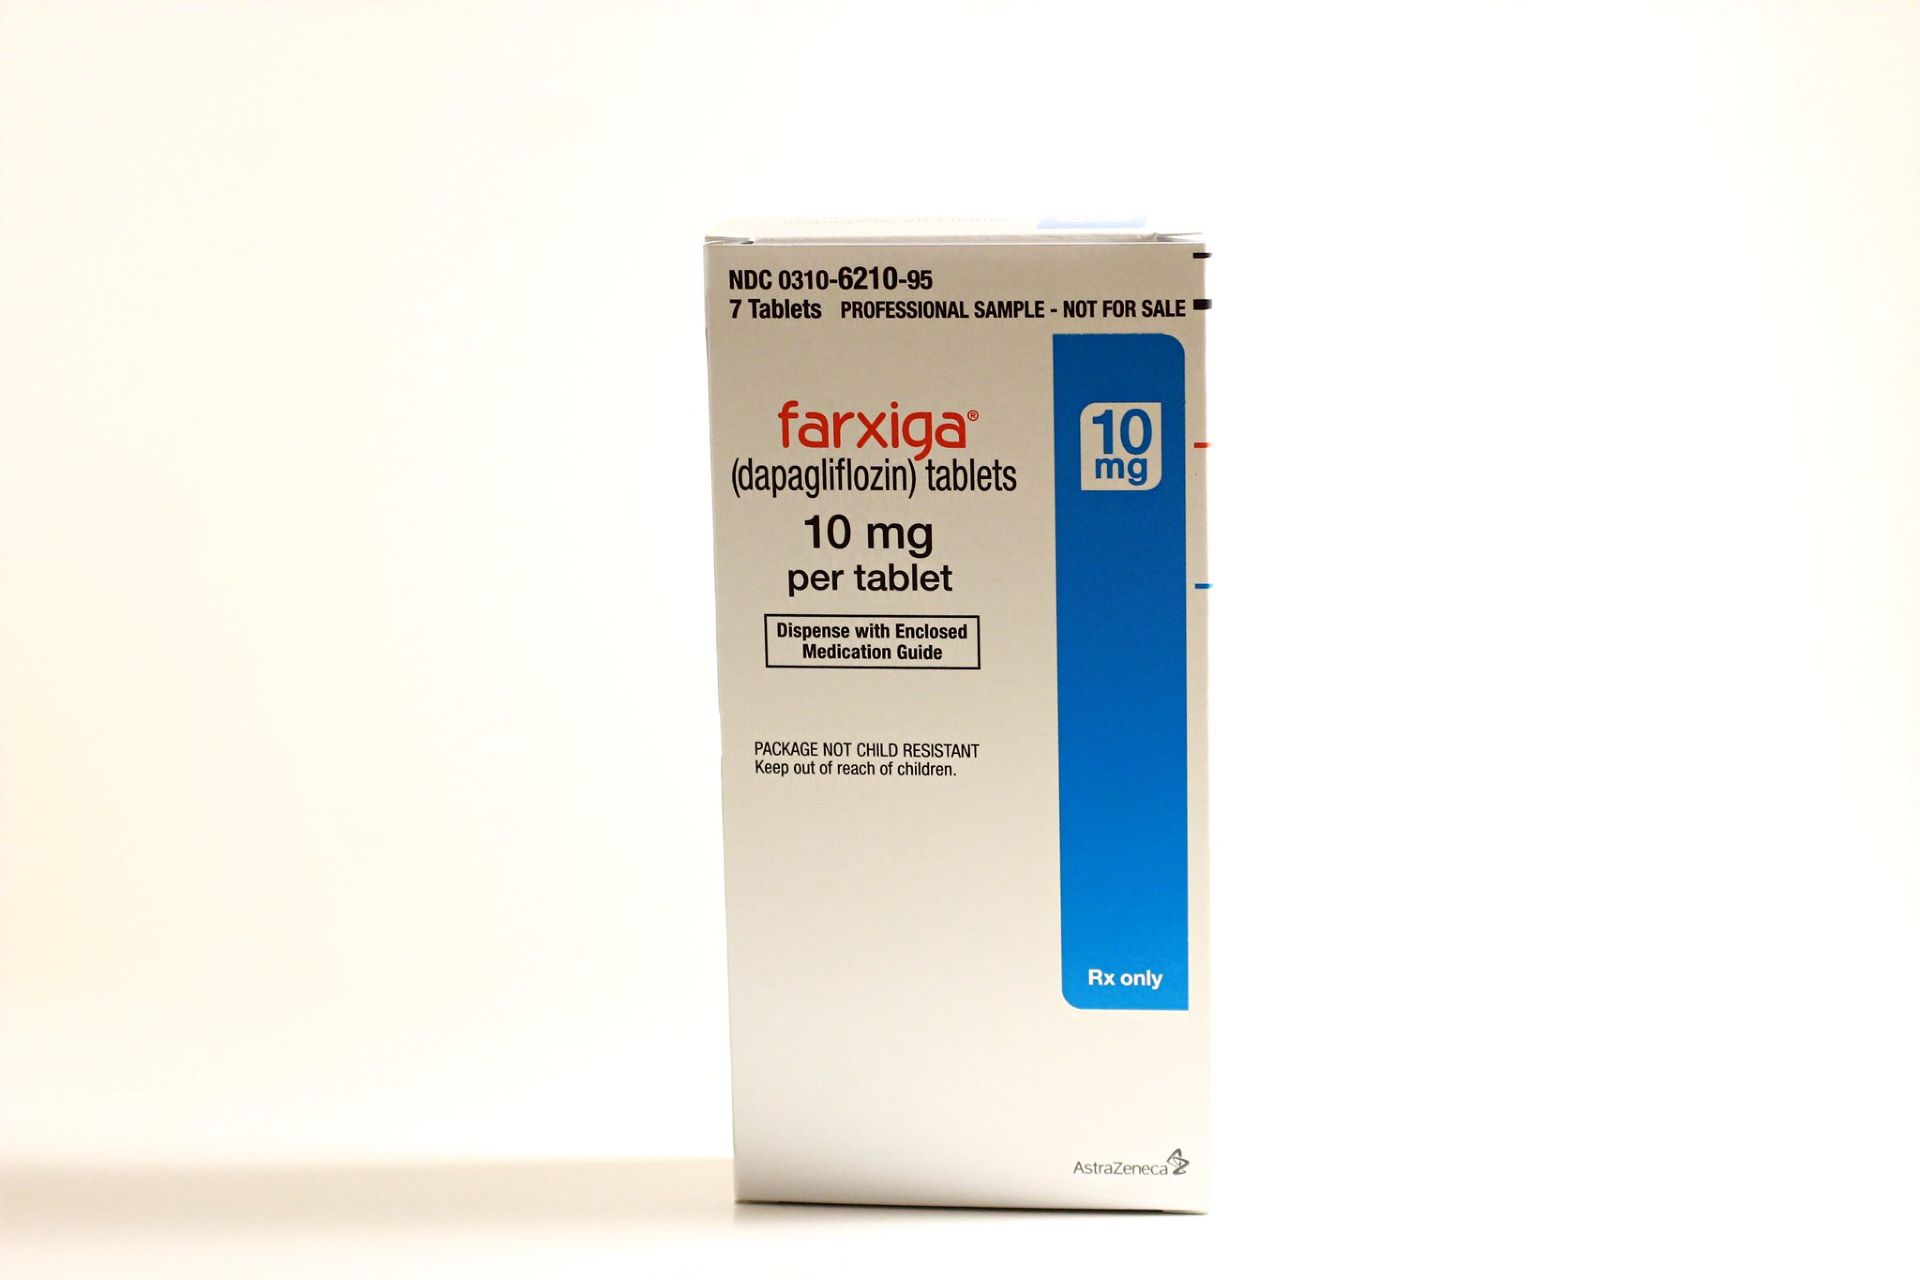 NDC 0310-6210-95
7 Tablets PROFESSIONAL SAMPLE - NOT FOR SALE
farxiga®
(dapagliflozin) tablets
10 mg
per tablet
Dispense with Enclosed
Medication Guide
PACKAGE NOT CHILD RESISTANT
Keep out of reach of children.
10
mg
Rx only
AstraZeneca